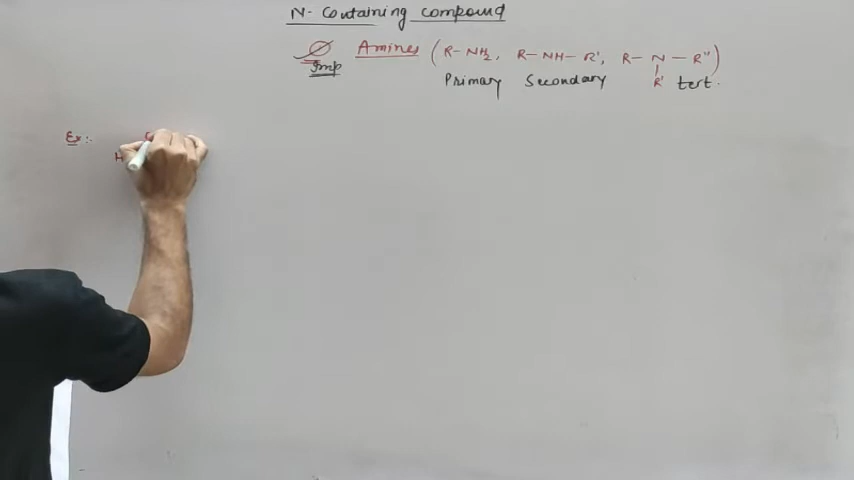 N- Containing compound
Imp Amines (R-NH2, R-NH-R', R-N-R'')
R'
Primary Secondary tert.
Ex:
H